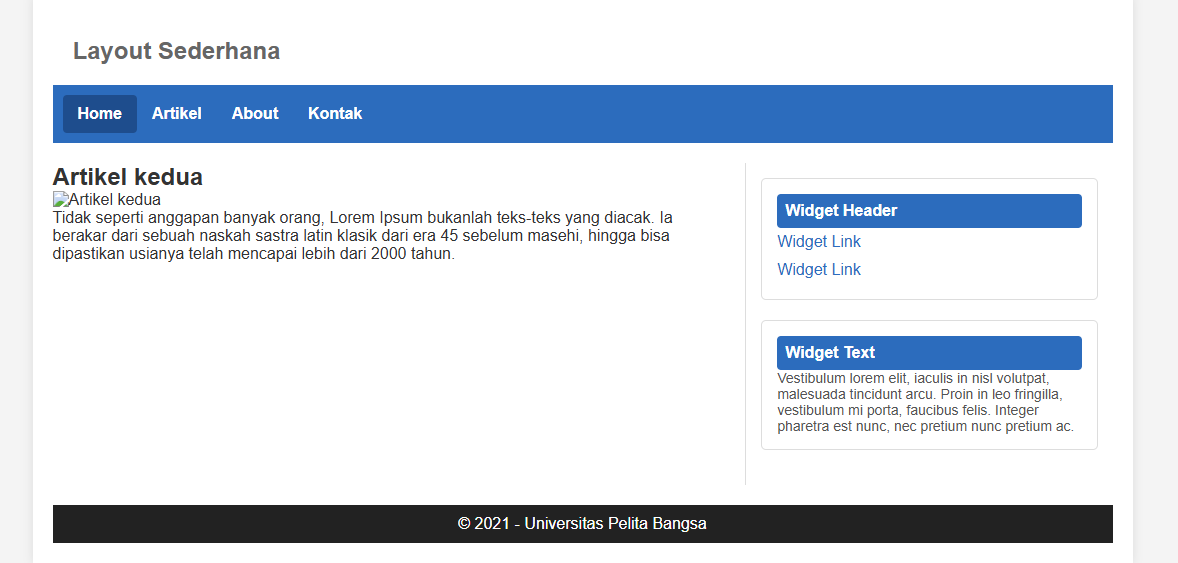 Layout Sederhana
Home Artikel About Kontak
Artikel kedua
Artikel kedua
Tidak seperti anggapan banyak orang, Lorem Ipsum bukanlah teks-teks yang diacak. Ia
berakar dari sebuah naskah sastra latin klasik dari era 45 sebelum masehi, hingga bisa
dipastikan usianya telah mencapai lebih dari 2000 tahun.
Widget Header
Widget Link
Widget Link
Widget Text
Vestibulum lorem elit, iaculis in nisl volutpat,
malesuada tincidunt arcu. Proin in leo fringilla,
vestibulum mi porta, faucibus felis. Integer
pharetra est nunc, nec pretium nunc pretium ac.
© 2021 - Universitas Pelita Bangsa